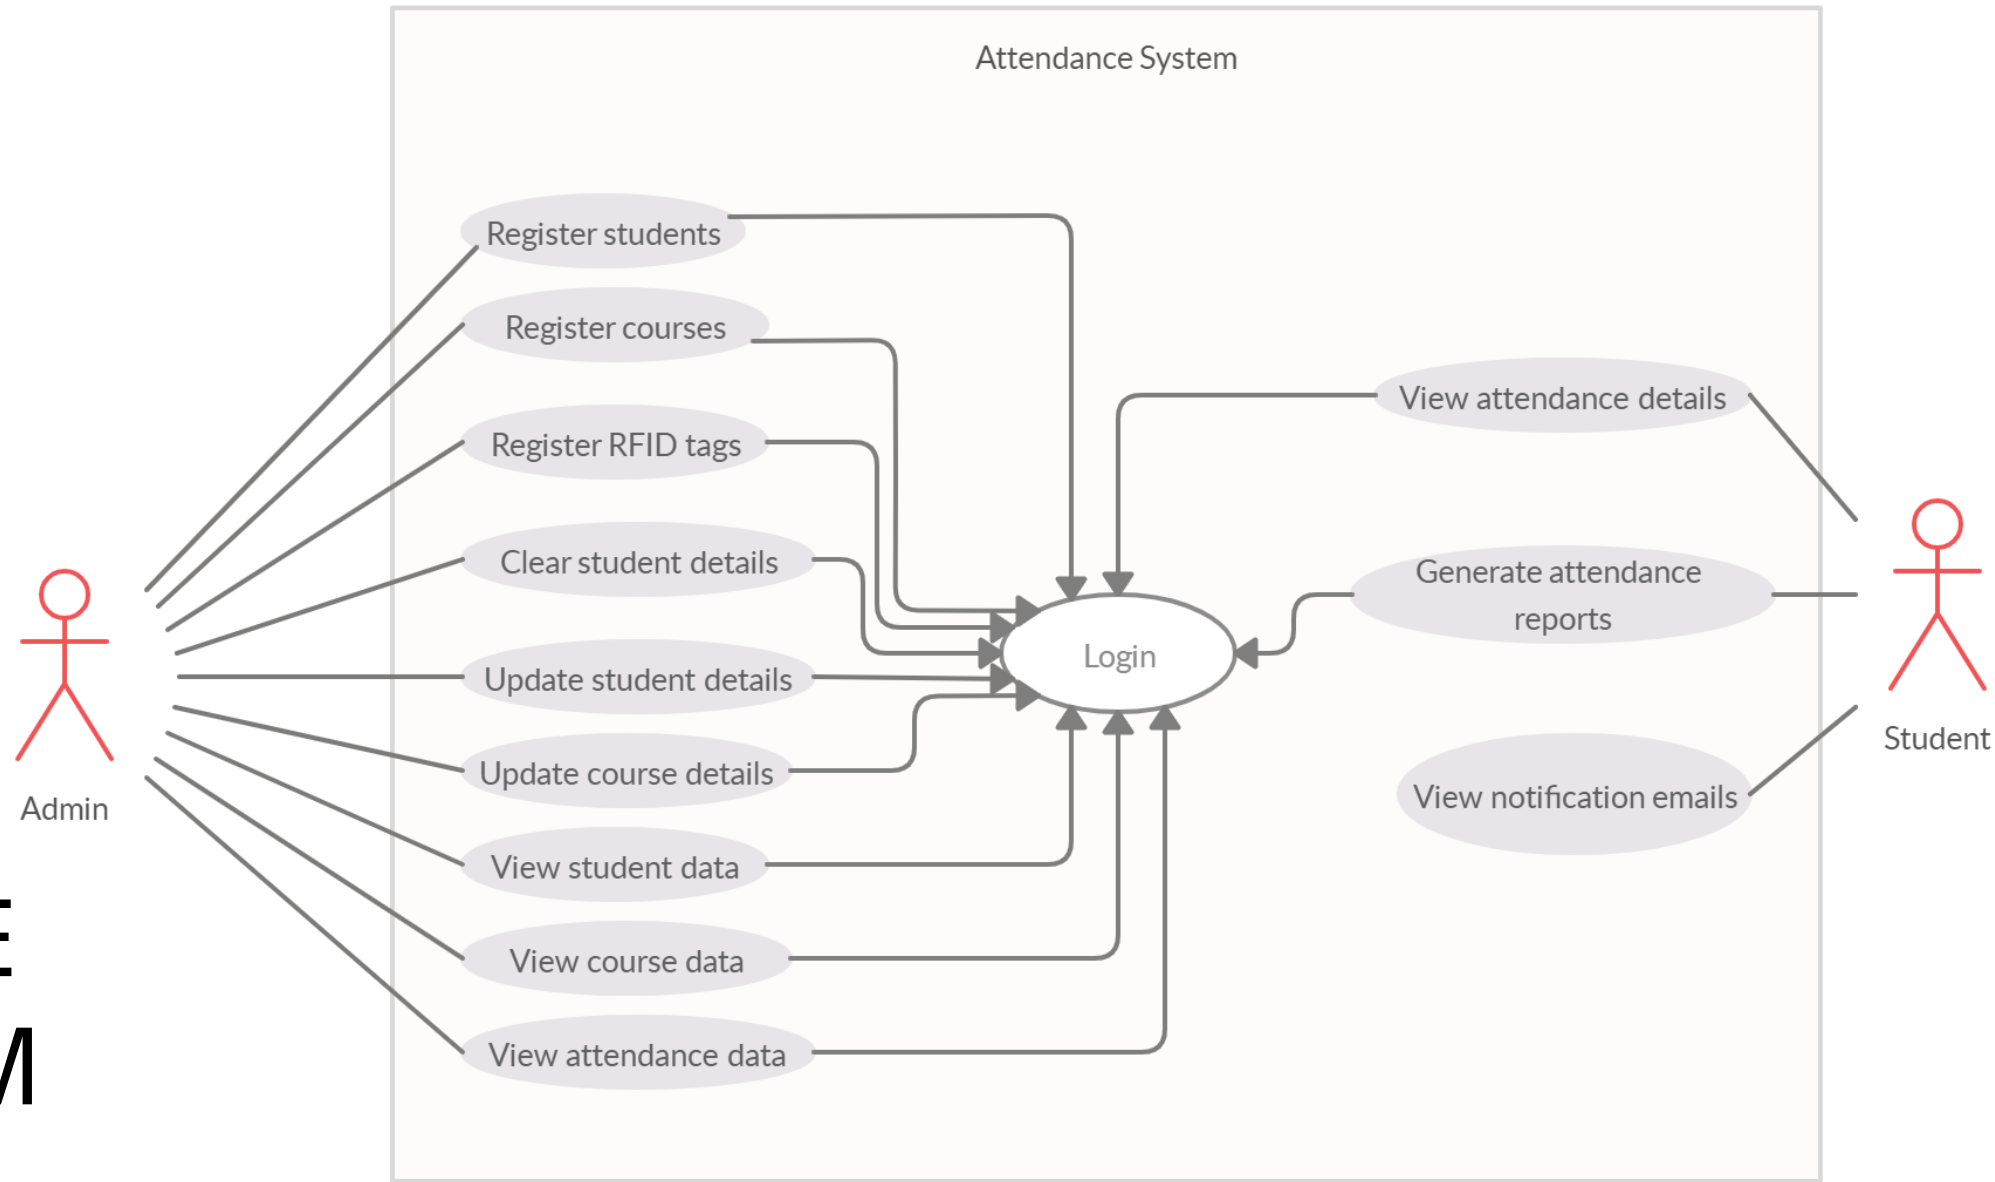 Attendance System
Register students
Register courses
Register RFID tags
Clear student details
Update student details
Update course details
View student data
View course data
View attendance data
Admin
Login
View attendance details
Generate attendance
reports
View notification emails
Student
E
M